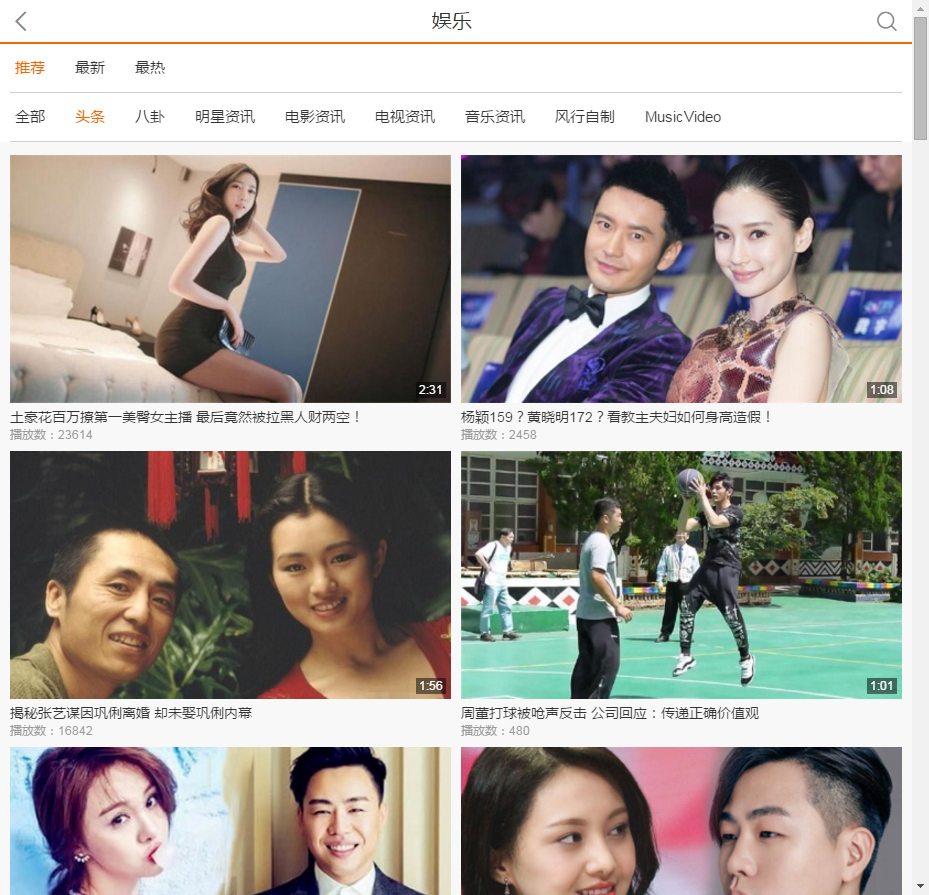 娱乐
推荐 最新 最热
全部 头条 八卦 明星资讯 电影资讯 电视资讯 音乐资讯 风行自制 MusicVideo
2:31
1:08
土豪花百万撩第一美臀女主播 最后竟然被拉黑人财两空！
杨颖159？黄晓明172？看教主夫妇如何身高造假！
播放数：23614
播放数：2458
1:56
1:01
揭秘张艺谋因巩俐离婚 却未娶巩俐内幕
周董打球被呛声反击 公司回应：传递正确价值观
播放数：16842
播放数：480